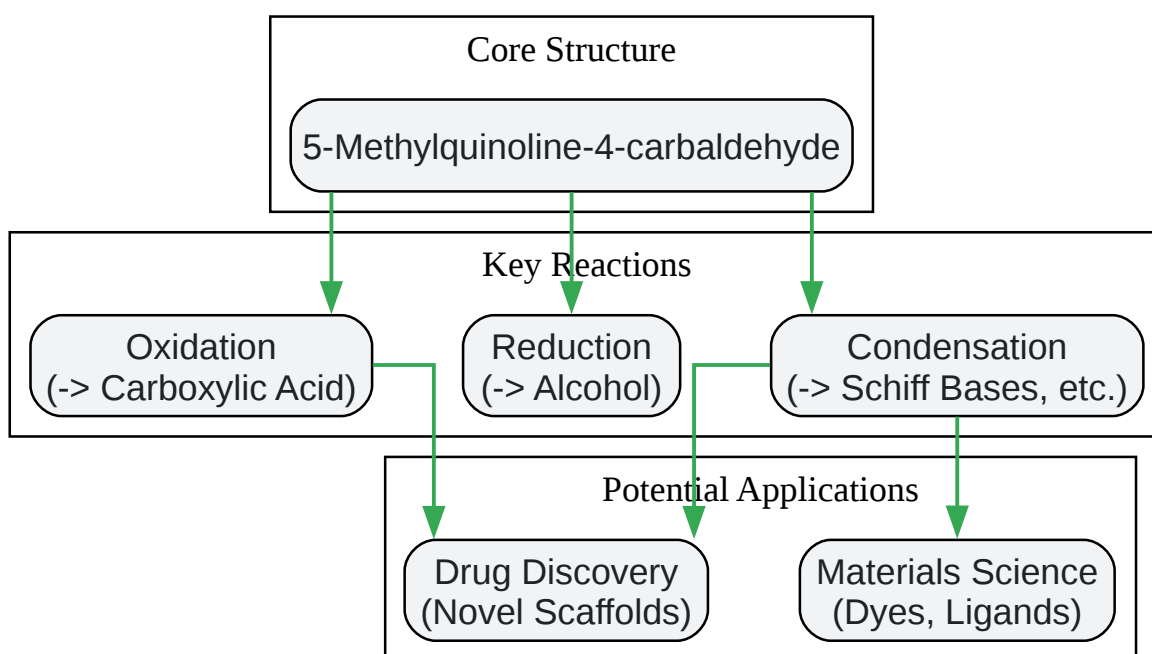 Core Structure
5-Methylquinoline-4-carbaldehyde
Key Reactions
Oxidation
(-> Carboxylic Acid)
Reduction
(-> Alcohol)
Condensation
(-> Schiff Bases, etc.)
Potential Applications
Drug Discovery
(Novel Scaffolds)
Materials Science
(Dyes, Ligands)